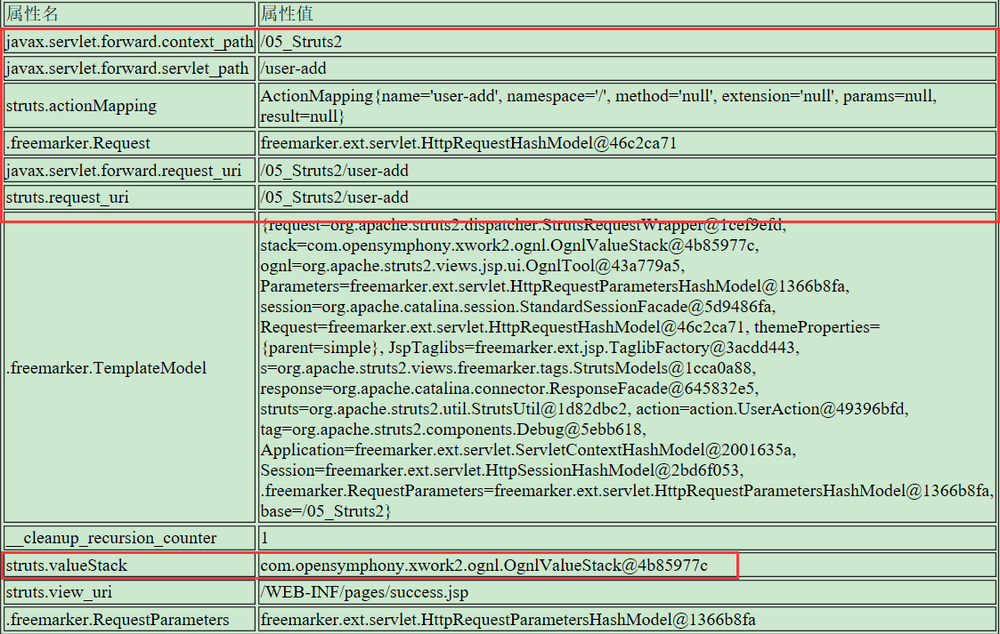 属性名 属性值
javax.servlet.forward.context_path /05_Struts2
javax.servlet.forward.servlet_path /user-add
struts.actionMapping ActionMapping{name='user-add', namespace='/', method='null', extension='null', params=null,
result=null}
.freemarker.Request freemarker.ext.servlet.HttpRequestHashModel@46c2ca71
javax.servlet.forward.request_uri /05_Struts2/user-add
struts.request_uri /05_Struts2/user-add
.freemarker.TemplateModel {request=org.apache.struts2.dispatcher.StrutsRequestWrapper@1cef9efd,
stack=com.opensymphony.xwork2.ognl.OgnlValueStack@4b85977c,
ognl=org.apache.struts2.views.jsp.ui.OgnlTool@43a779a5,
Parameters=freemarker.ext.servlet.HttpRequestParametersHashModel@1366b8fa,
session=org.apache.catalina.session.StandardSessionFacade@5d9486fa,
Request=freemarker.ext.servlet.HttpRequestHashModel@46c2ca71, themeProperties=
{parent=simple}, JspTaglibs=freemarker.ext.jsp.TaglibFactory@3acdd443,
s=org.apache.struts2.views.freemarker.tags.StrutsModels@1cca0a88,
response=org.apache.catalina.connector.ResponseFacade@645832e5,
struts=org.apache.struts2.util.StrutsUtil@1d82dbc2, action=action.UserAction@49396bfd,
tag=org.apache.struts2.components.Debug@5ebb618,
Application=freemarker.ext.servlet.ServletContextHashModel@2001635a,
Session=freemarker.ext.servlet.HttpSessionHashModel@2bd6f053,
.freemarker.RequestParameters=freemarker.ext.servlet.HttpRequestParametersHashModel@1366b8fa,
base=/05_Struts2}
__cleanup_recursion_counter 1
struts.valueStack com.opensymphony.xwork2.ognl.OgnlValueStack@4b85977c
struts.view_uri /WEB-INF/pages/success.jsp
.freemarker.RequestParameters freemarker.ext.servlet.HttpRequestParametersHashModel@1366b8fa